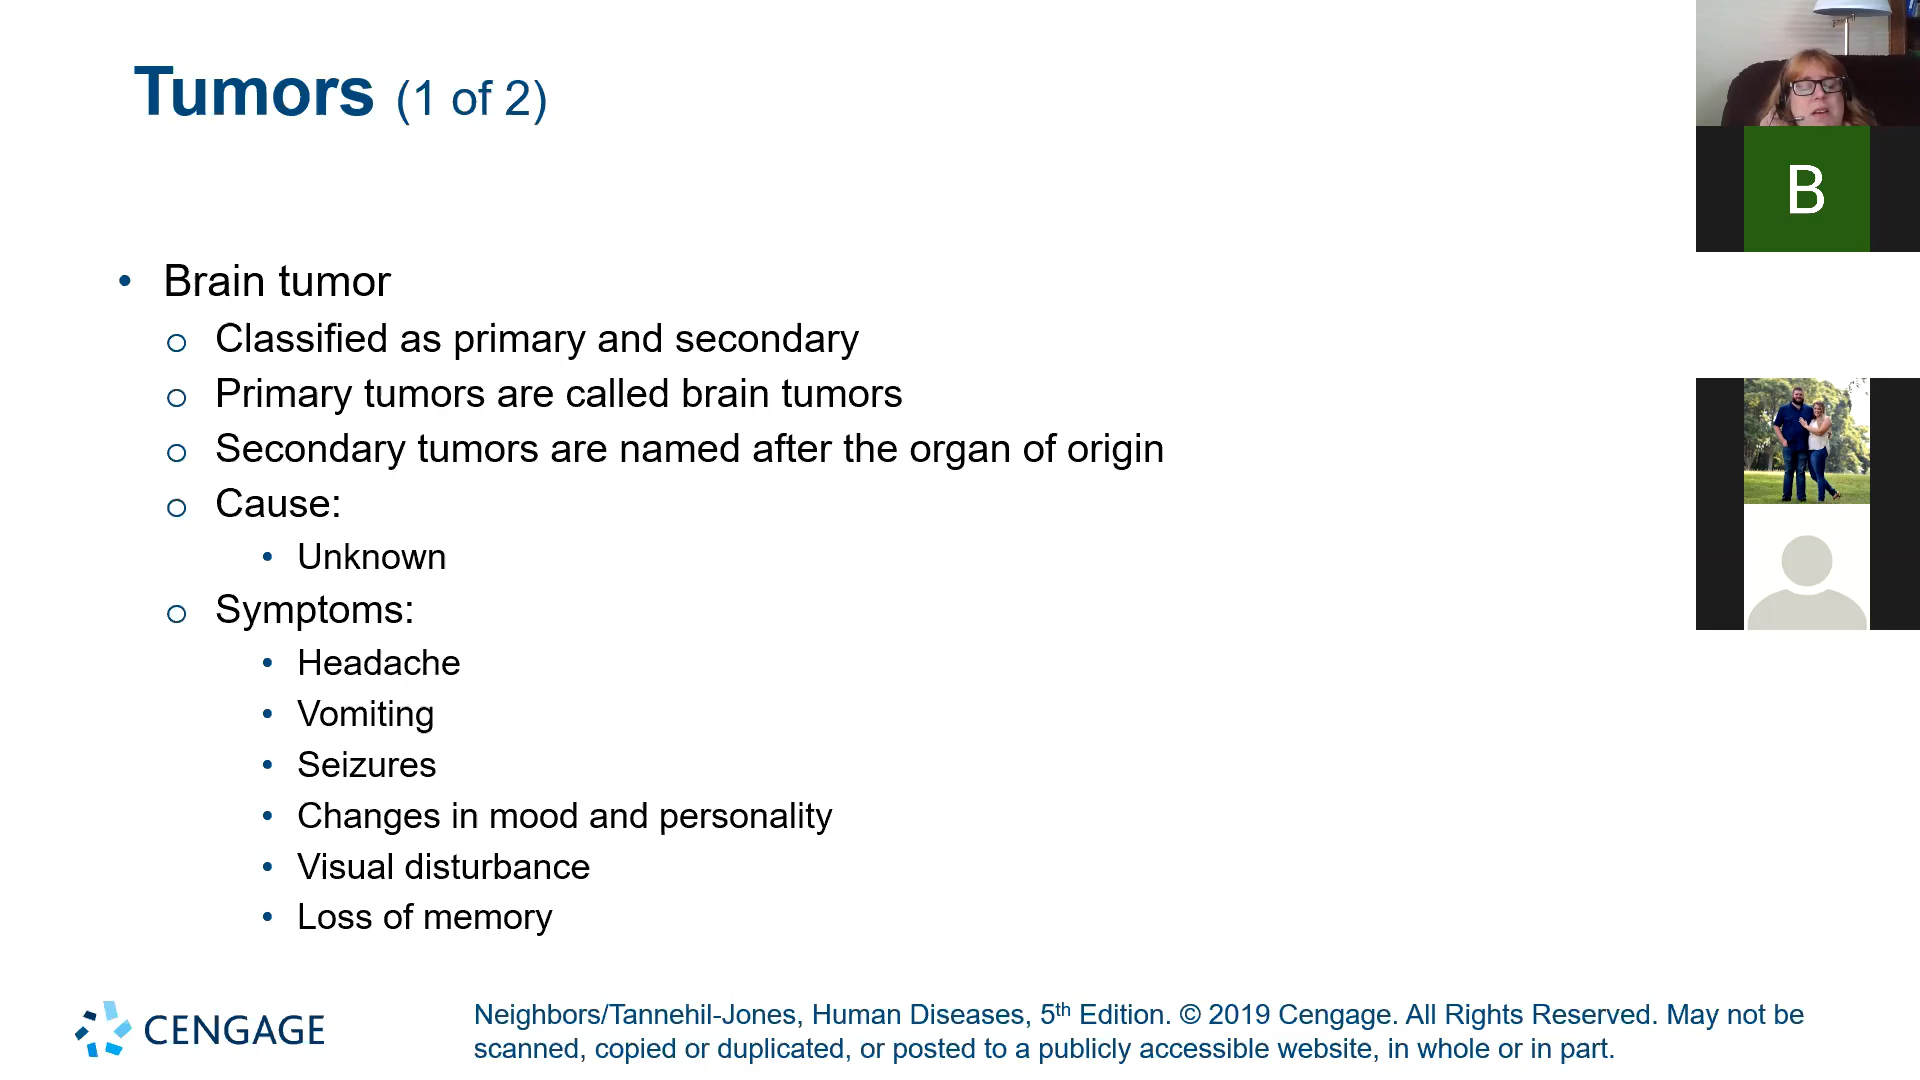 Tumors (1 of 2)
B
• Brain tumor
o Classified as primary and secondary
o Primary tumors are called brain tumors
o Secondary tumors are named after the organ of origin
o Cause:
• Unknown
o Symptoms:
• Headache
• Vomiting
• Seizures
• Changes in mood and personality
• Visual disturbance
• Loss of memory
CENGAGE
Neighbors/Tannehil-Jones, Human Diseases, 5th Edition. © 2019 Cengage. All Rights Reserved. May not be
scanned, copied or duplicated, or posted to a publicly accessible website, in whole or in part.